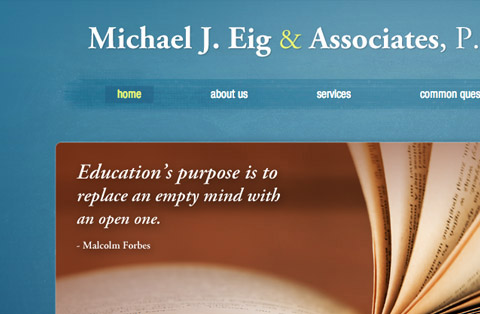 Michael J. Eig & Associates, P.
home about us services common ques
Education's purpose is to
replace an empty mind with
an open one.
- Malcolm Forbes